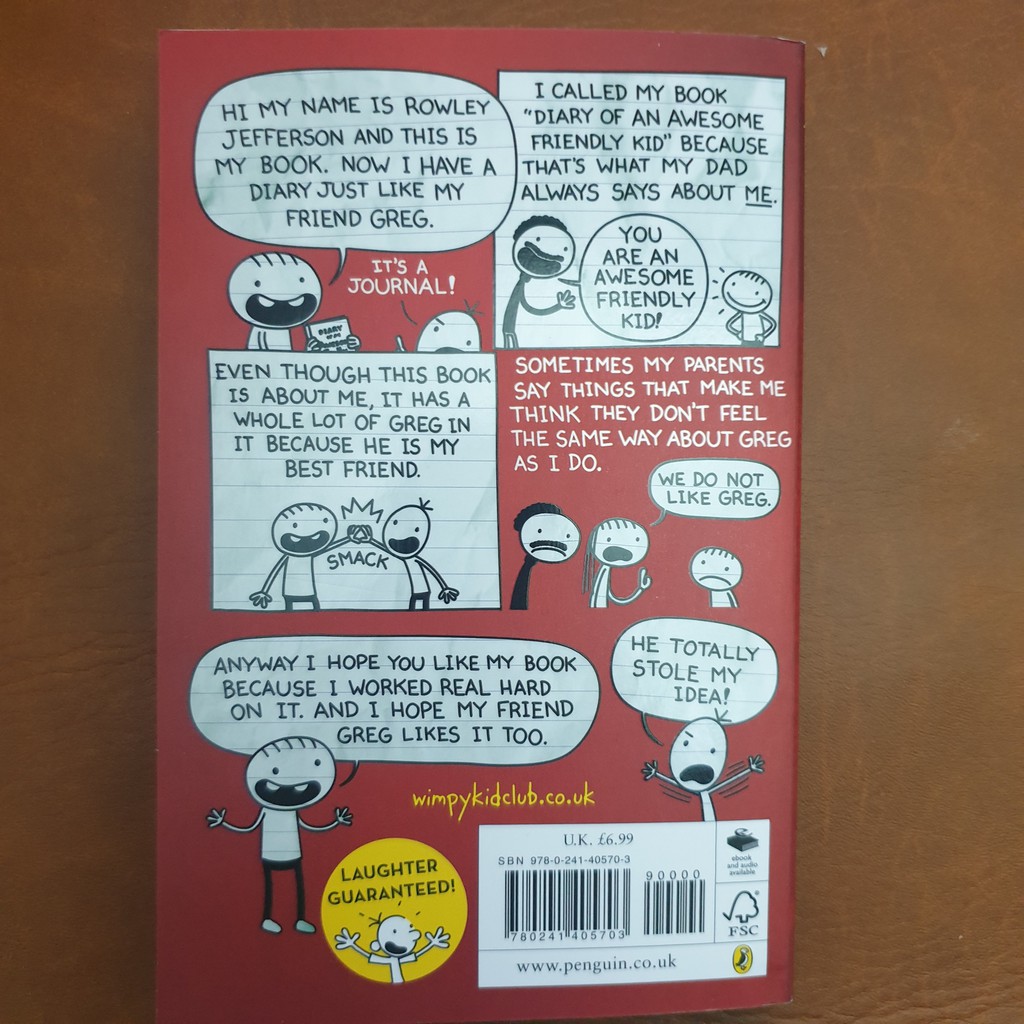 HI MY NAME IS ROWLEY
JEFFERSON AND THIS IS
MY BOOK. NOW I HAVE A
DIARY JUST LIKE MY
FRIEND GREG.
IT'S A
JOURNAL!
DIARY
I CALLED MY BOOK
"DIARY OF AN AWESOME
FRIENDLY KID" BECAUSE
THAT'S WHAT MY DAD
ALWAYS SAYS ABOUT ME.
YOU
ARE AN
AWESOME
FRIENDLY
KID!
EVEN THOUGH THIS BOOK
IS ABOUT ME, IT HAS A
WHOLE LOT OF GREG IN
IT BECAUSE HE IS MY
BEST FRIEND.
SMACK
SOMETIMES MY PARENTS
SAY THINGS THAT MAKE ME
THINK THEY DON'T FEEL
THE SAME WAY ABOUT GREG
AS I DO.
WE DO NOT
LIKE GREG.
ANYWAY I HOPE YOU LIKE MY BOOK
BECAUSE I WORKED REAL HARD
ON IT. AND I HOPE MY FRIEND
GREG LIKES IT TOO.
HE TOTALLY
STOLE MY
IDEA!
wimpykidclub.co.uk
LAUGHTER
GUARANTEED!
U.K. £6.99
SBN 978-0-241-40570-3
90000
780241 405703
www.penguin.co.uk
ebook
and audio
available
FSC